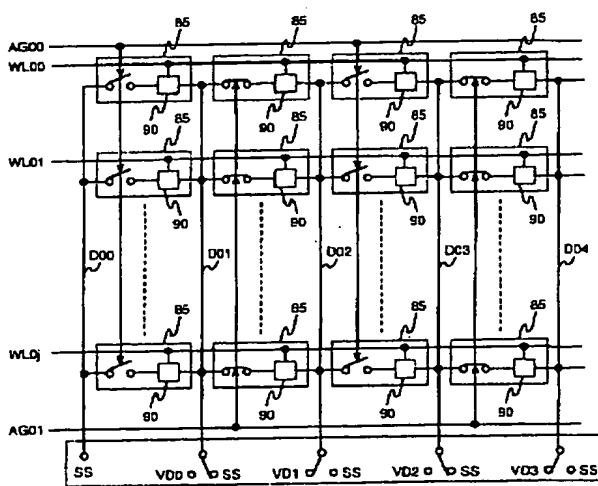 85 85 85 85
AG00
WL00
90 90 90 90
85 85 85 85
WL01
90 90 90 90
D00 D01 D02 D03 D04
85 85 85 85
WL0j
90 90 90 90
AG01
SS VD0 SS VD1 SS VD2 SS VD3 SS